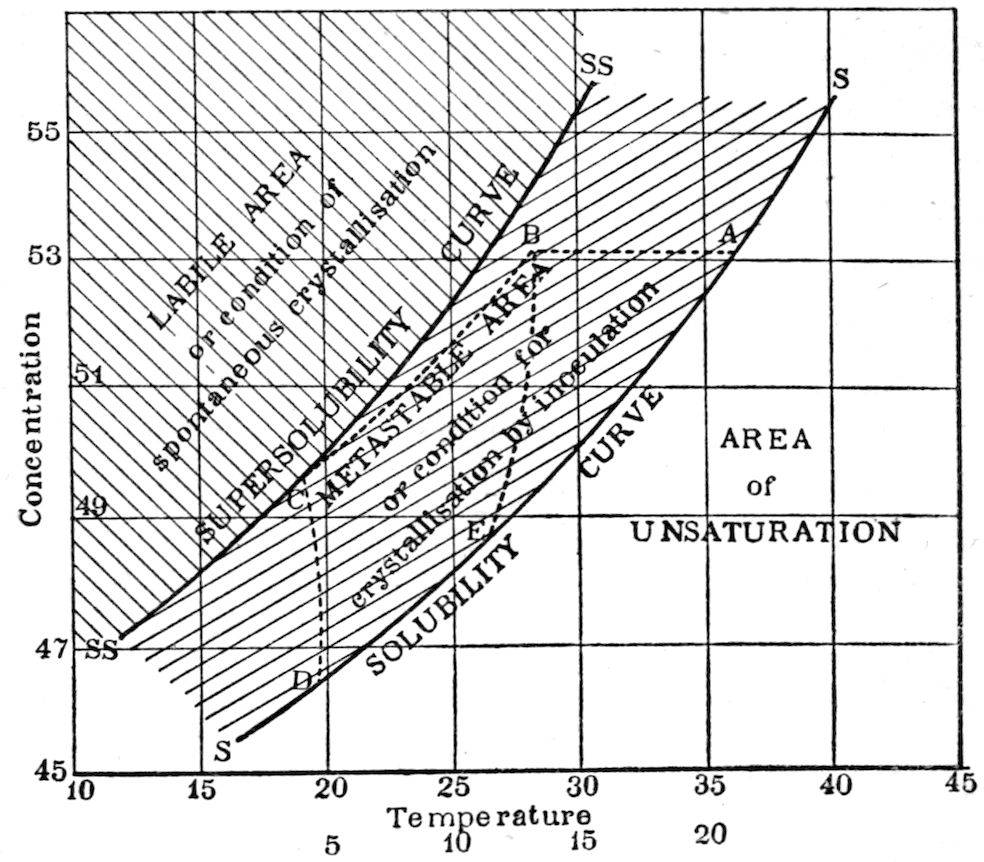 SS
S
55
LABILE AREA
or condition of
spontaneous crystallisation
SUPERSOLUBILITY CURVE
B
A
53
METASTABLE AREA
or condition for
crystallisation by inoculation
Concentration
51
SOLUBILITY CURVE
AREA
of
UNSATURATION
C
49
E
47
SS
D
S
45
10 15 20 25 30 35 40 45
Temperature
5 10 15 20